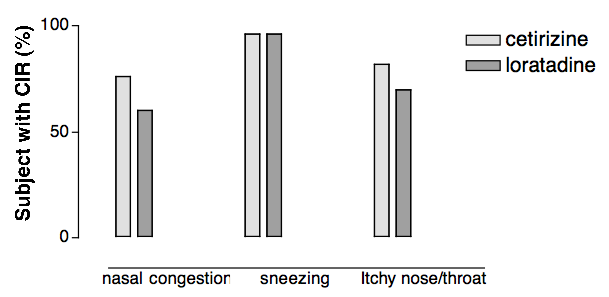 Subject with CIR (%)
100
50
0
cetirizine
loratadine
nasal congestion
sneezing
Itchy nose/throat